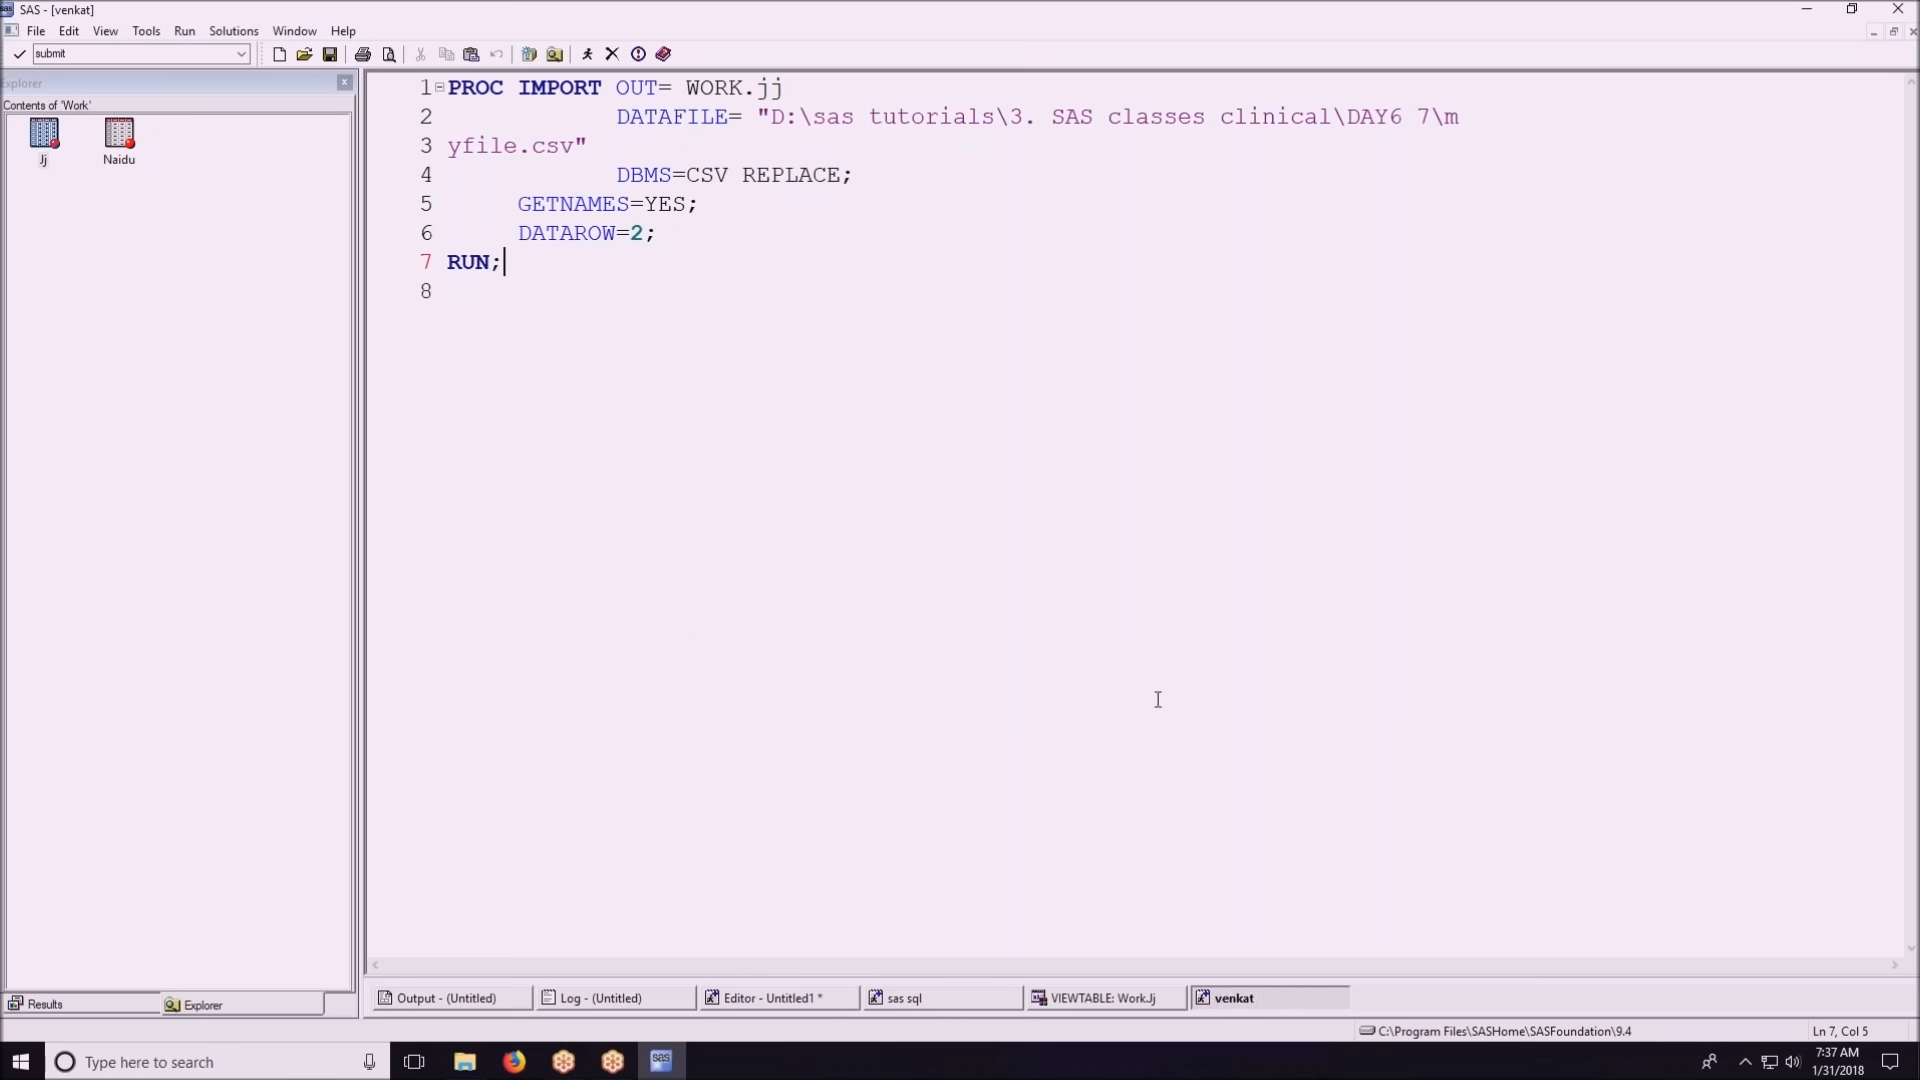 SAS - [venkat]
File Edit View Tools Run Solutions Window Help
submit
Explorer
Contents of 'Work'
Jj
Naidu
1 PROC IMPORT OUT= WORK.jj
2 DATAFILE= "D:\sas tutorials\3. SAS classes clinical\DAY6 7\m
3 yfile.csv"
4 DBMS=CSV REPLACE;
5 GETNAMES=YES;
6 DATAROW=2;
7 RUN;
8
Results
Explorer
Output - (Untitled)
Log - (Untitled)
Editor - Untitled1 *
sas sql
VIEWTABLE: Work.Jj
venkat
C:\Program Files\SASHome\SASFoundation\9.4
Ln 7, Col 5
Type here to search
sas
7:37 AM
1/31/2018